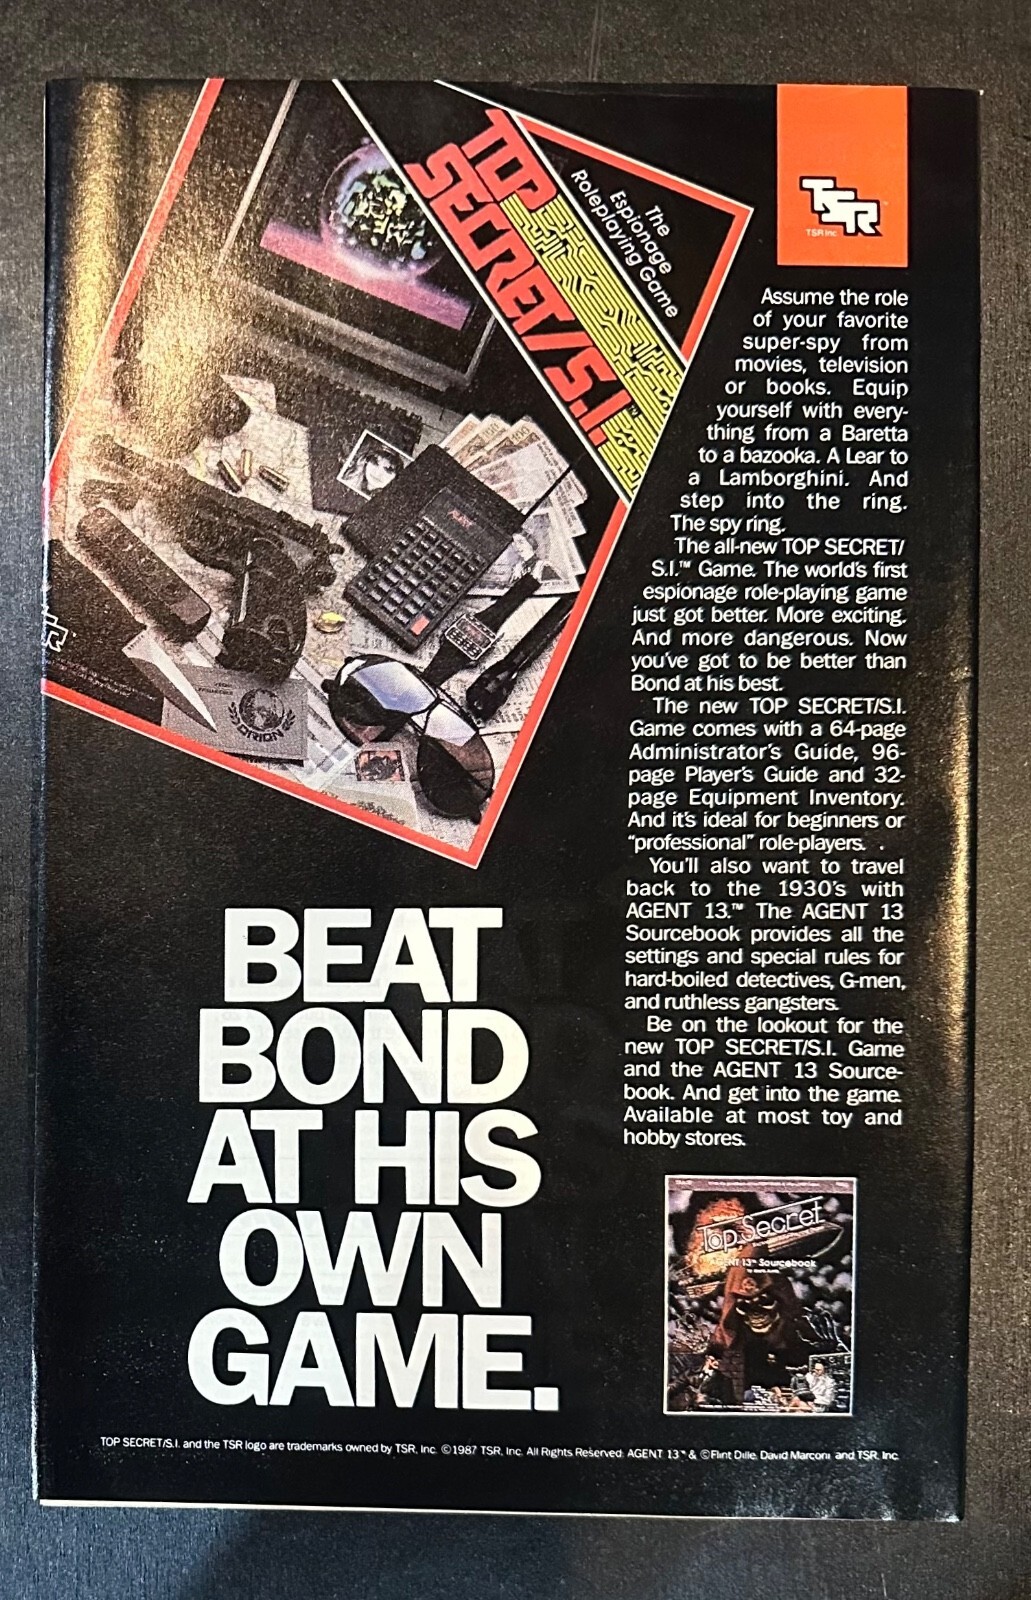 TOP
SECRET/S.I.™
The
Espionage
Roleplaying Game
ORION
TSR
TSR Inc.
Assume the role
of your favorite
super-spy from
movies, television
or books. Equip
yourself with every-
thing from a Baretta
to a bazooka. A Lear to
a Lamborghini. And
step into the ring.
The spy ring.
The all-new TOP SECRET/
S.I.™ Game. The world's first
espionage role-playing game
just got better. More exciting.
And more dangerous. Now
you've got to be better than
Bond at his best.
The new TOP SECRET/S.I.
Game comes with a 64-page
Administrator's Guide, 96-
page Player's Guide and 32-
page Equipment Inventory.
And it's ideal for beginners or
"professional" role-players.
You'll also want to travel
back to the 1930's with
AGENT 13.™ The AGENT 13
Sourcebook provides all the
settings and special rules for
hard-boiled detectives, G-men,
and ruthless gangsters.
Be on the lookout for the
new TOP SECRET/S.I. Game
and the AGENT 13 Source-
book. And get into the game.
Available at most toy and
hobby stores.
BEAT
BOND
AT HIS
OWN
GAME.
Top Secret
AGENT 13™ Sourcebook
TOP SECRET/S.I. and the TSR logo are trademarks owned by TSR, Inc. ©1987 TSR, Inc. All Rights Reserved. AGENT 13™ & ©Flint Dille, David Marconi and TSR, Inc.